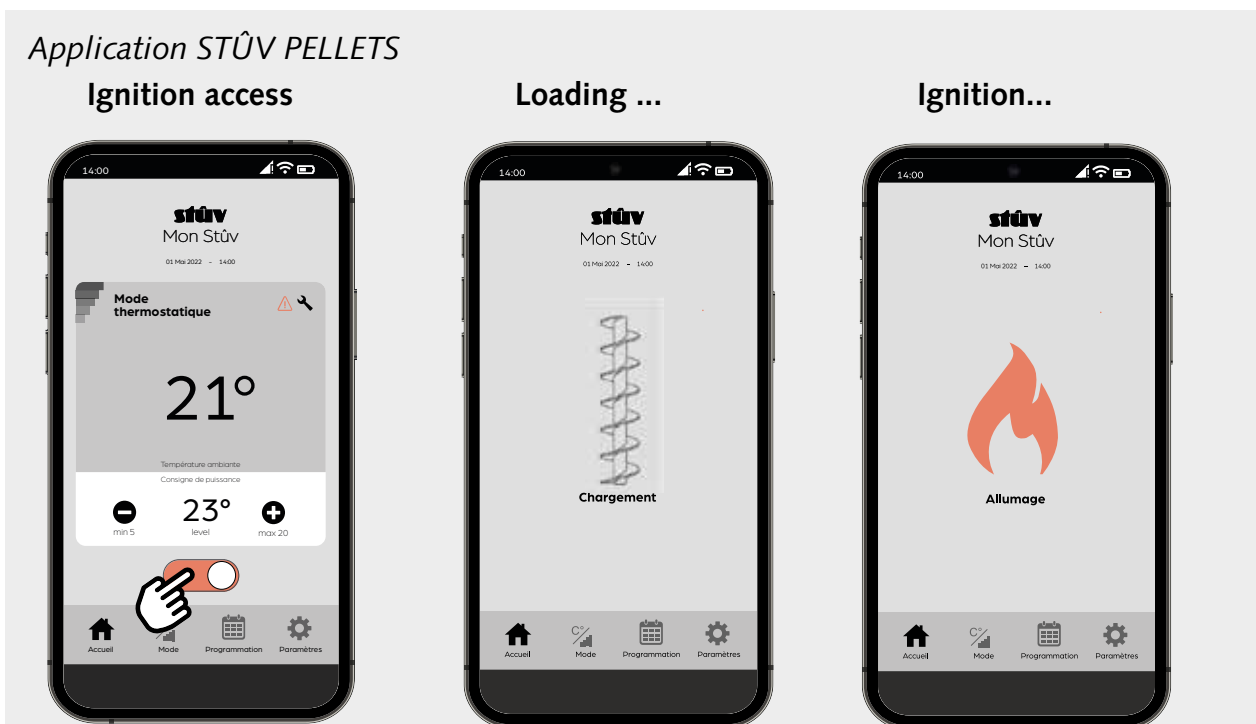 Application STÛV PELLETS
Ignition access
Loading ...
Ignition...
14:00
stûv
Mon Stûv
01 Mai 2022 - 14:00
Mode
thermostatique
21°
Température ambiante
Consigne de puissance
23°
min 5
level
max 20
Accueil
Mode
Programmation
Paramètres
14:00
stûv
Mon Stûv
01 Mai 2022 - 14:00
Chargement
C°
Accueil
Mode
Programmation
Paramètres
14:00
stûv
Mon Stûv
01 Mai 2022 - 14:00
Allumage
C°
Accueil
Mode
Programmation
Paramètres